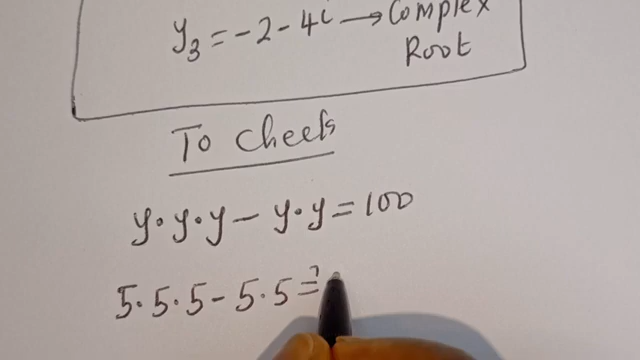 y₃ = -2 - 4i → Complex
Root
To Check
y·y·y - y·y = 100
5·5·5 - 5·5 ?=